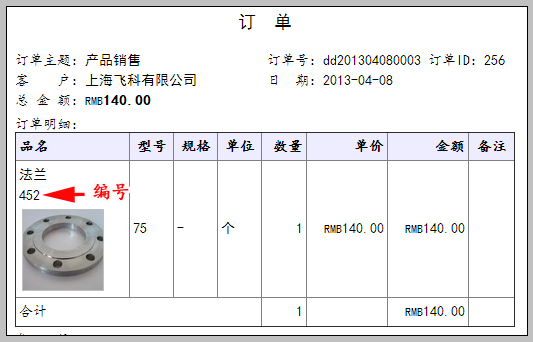 订 单
订单主题: 产品销售 订单号: dd201304080003 订单ID: 256
客 户: 上海飞科有限公司 日 期: 2013-04-08
总 金 额: RMB140.00
订单明细:
品名 型号 规格 单位 数量 单价 金额 备注
法兰
452 编号
75 - 个 1 RMB140.00 RMB140.00
合计 1 RMB140.00